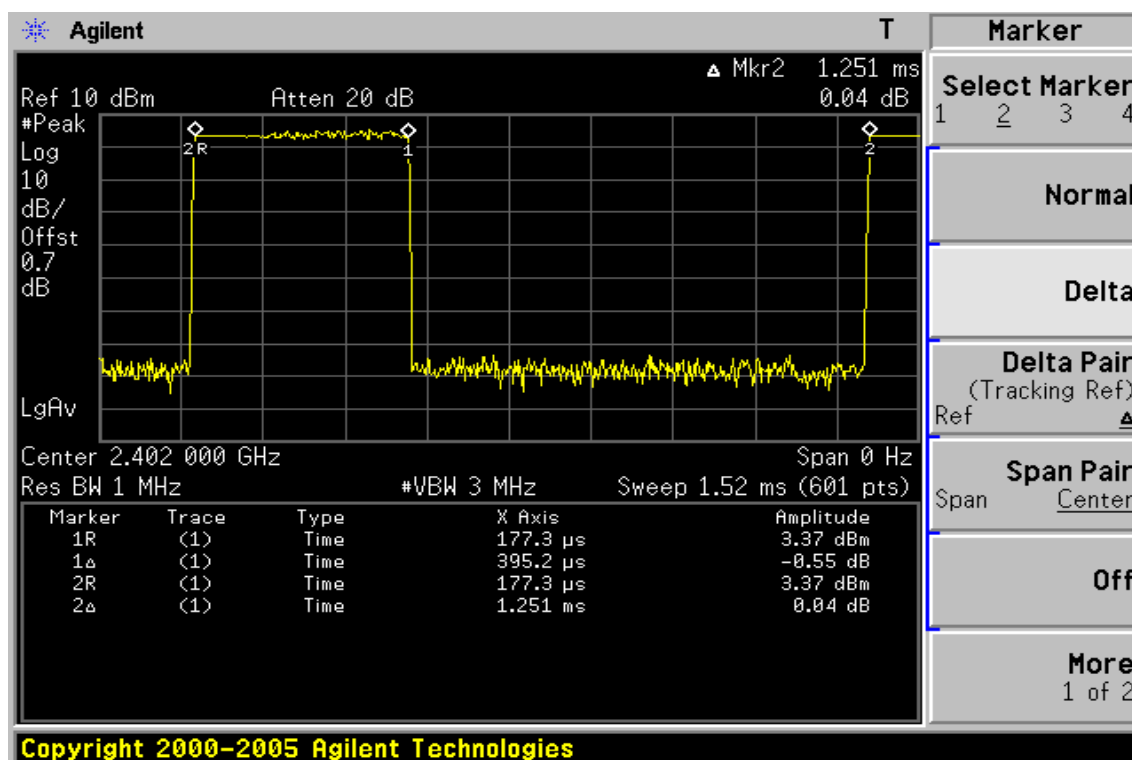 Agilent T
Δ Mkr2 1.251 ms
Ref 10 dBm Atten 20 dB 0.04 dB
#Peak
Log
10
dB/
Offst
0.7
dB
LgAv
2R 1 2
Center 2.402 000 GHz Span 0 Hz
Res BW 1 MHz #VBW 3 MHz Sweep 1.52 ms (601 pts)
Marker Trace Type X Axis Amplitude
1R (1) Time 177.3 µs 3.37 dBm
1Δ (1) Time 395.2 µs -0.55 dB
2R (1) Time 177.3 µs 3.37 dBm
2Δ (1) Time 1.251 ms 0.04 dB
Marker
Select Marker
1 2 3 4
Normal
Delta
Delta Pair
(Tracking Ref)
Ref Δ
Span Pair
Span Center
Off
More
1 of 2
Copyright 2000-2005 Agilent Technologies